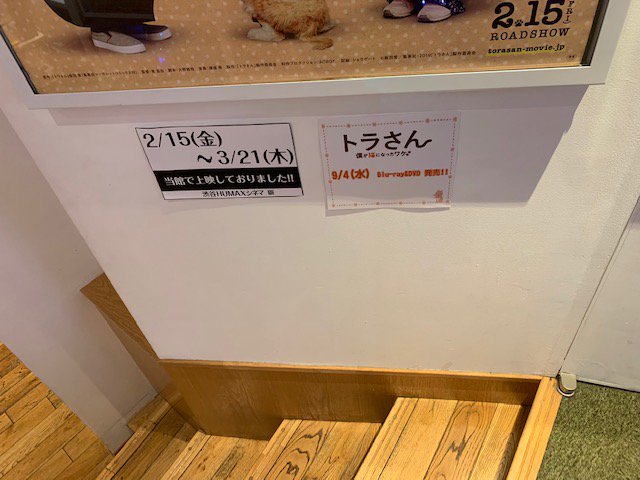 2.15 FRI
ROADSHOW
torasan-movie.jp
2/15(金)
～3/21(木)
当館で上映しておりました!!
渋谷HUMAXシネマ
トラさん
僕が猫になったワケ
9/4(水) Blu-ray&DVD 発売!!